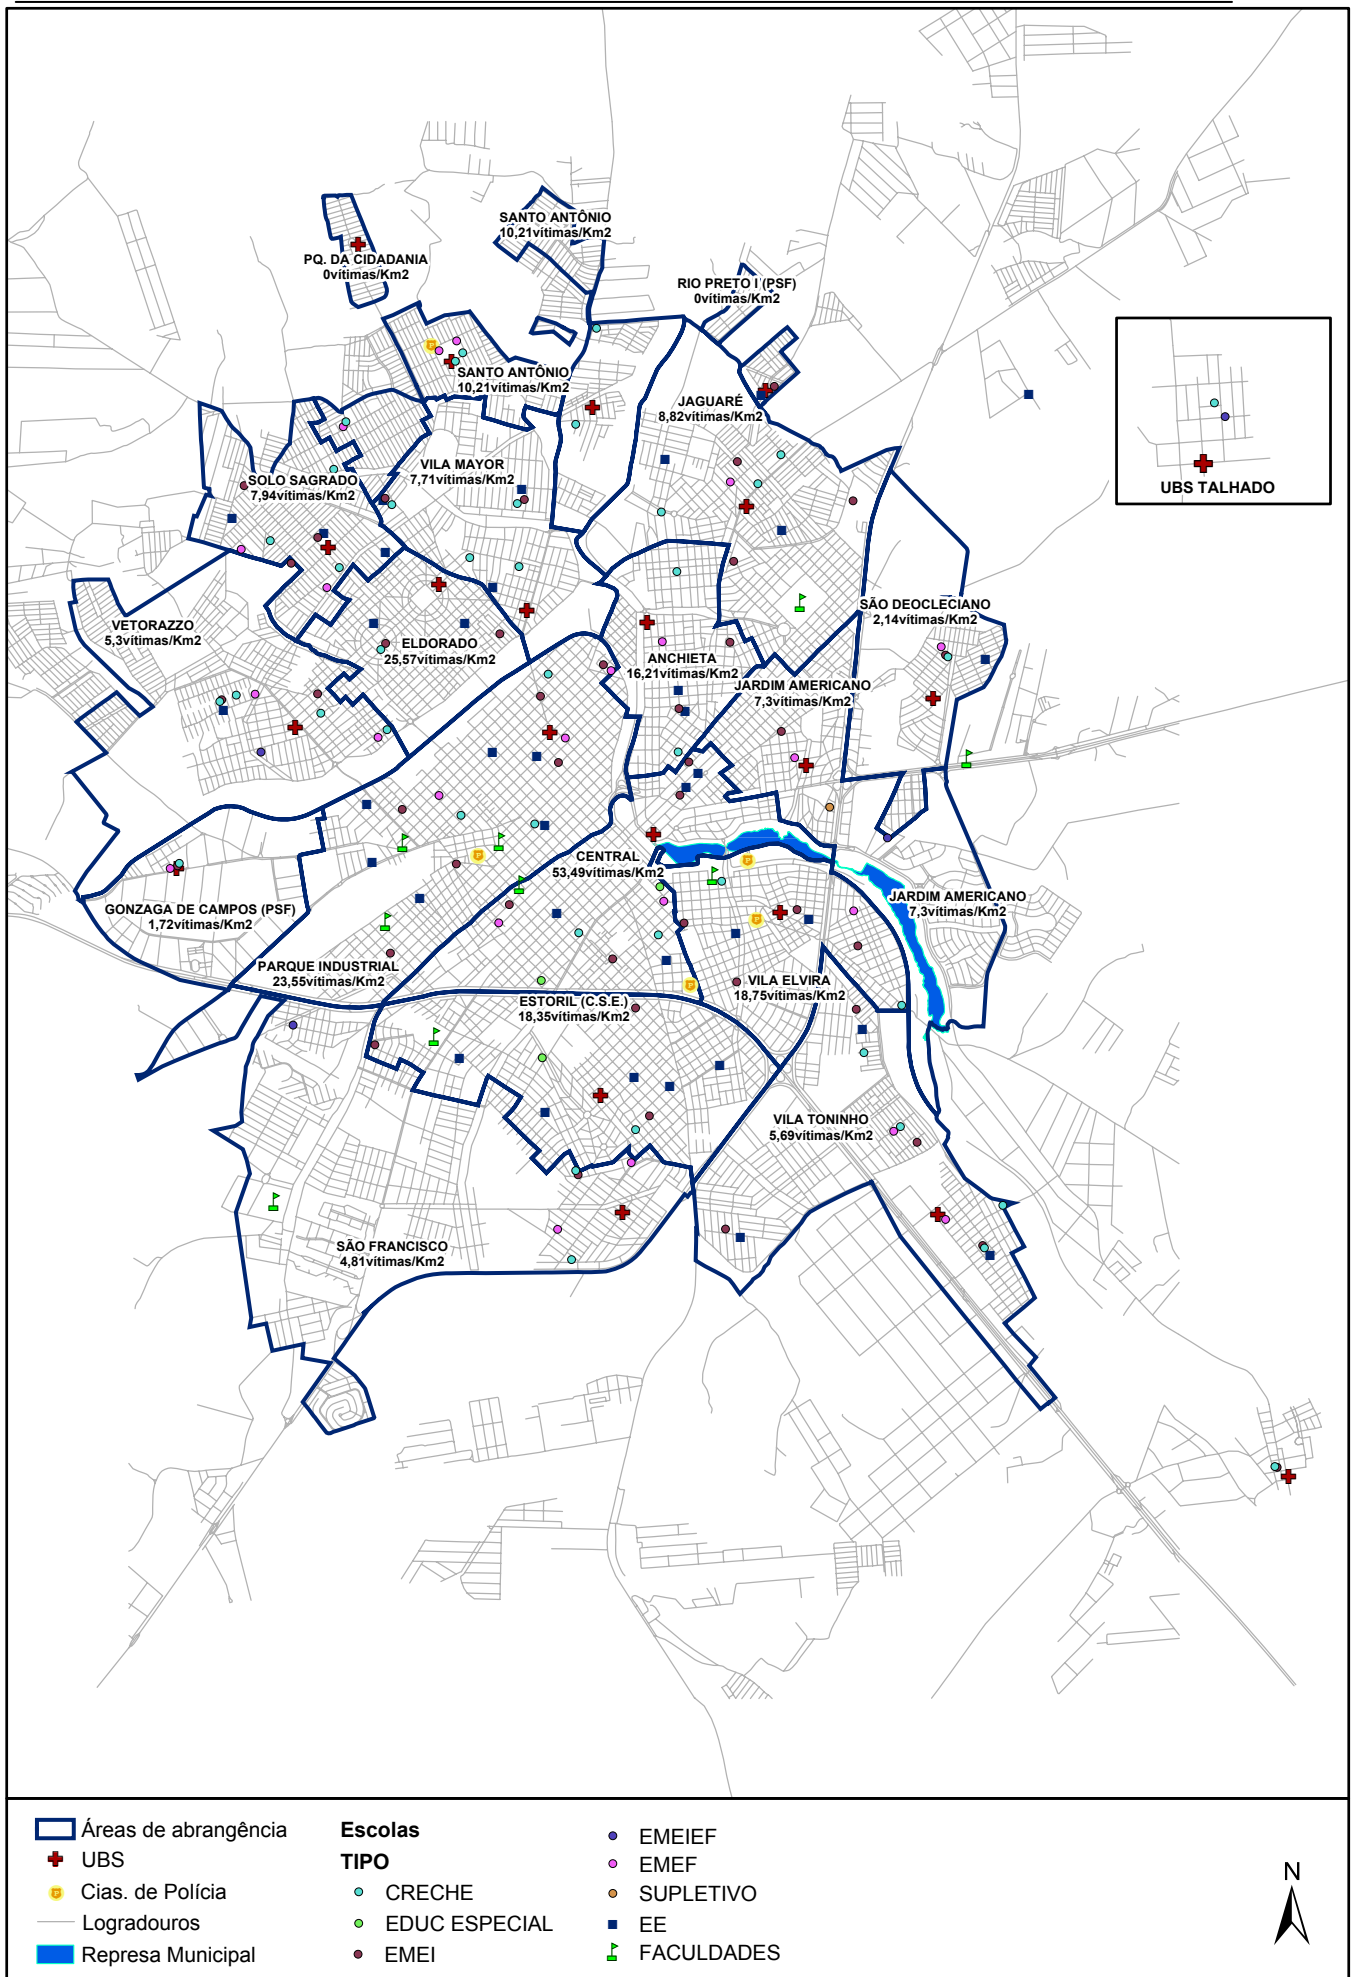 SANTO ANTÔNIO
10,21vítimas/Km2
PQ. DA CIDADANIA
0vítimas/Km2
RIO PRETO I (PSF)
0vítimas/Km2
SANTO ANTÔNIO
10,21vítimas/Km2
JAGUARÉ
8,82vítimas/Km2
VILA MAYOR
7,71vítimas/Km2
SOLO SAGRADO
7,94vítimas/Km2
UBS TALHADO
SÃO DEOCLECIANO
2,14vítimas/Km2
VETORAZZO
5,3vítimas/Km2
ELDORADO
25,57vítimas/Km2
ANCHIETA
16,21vítimas/Km2
JARDIM AMERICANO
7,3vítimas/Km2
CENTRAL
53,49vítimas/Km2
JARDIM AMERICANO
7,3vítimas/Km2
GONZAGA DE CAMPOS (PSF)
1,72vítimas/Km2
PARQUE INDUSTRIAL
23,55vítimas/Km2
VILA ELVIRA
18,75vítimas/Km2
ESTORIL (C.S.E.)
18,35vítimas/Km2
VILA TONINHO
5,69vítimas/Km2
SÃO FRANCISCO
4,81vítimas/Km2
Áreas de abrangência
UBS
Cias. de Polícia
Logradouros
Represa Municipal
Escolas
TIPO
CRECHE
EDUC ESPECIAL
EMEI
EMEIEF
EMEF
SUPLETIVO
EE
FACULDADES
N